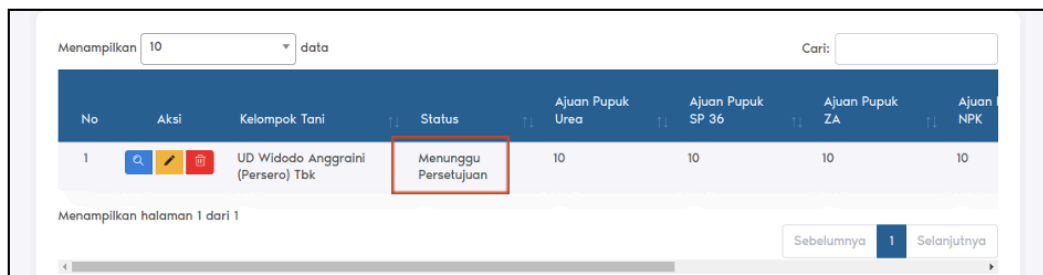 Menampilkan 10 data Cari:
Ajuan Pupuk Ajuan Pupuk Ajuan Pupuk Ajuan
No Aksi Kelompok Tani Status Urea SP 36 ZA NPK
1 UD Widodo Anggraini Menunggu 10 10 10 10
(Persero) Tbk Persetujuan
Menampilkan halaman 1 dari 1
Sebelumnya 1 Selanjutnya